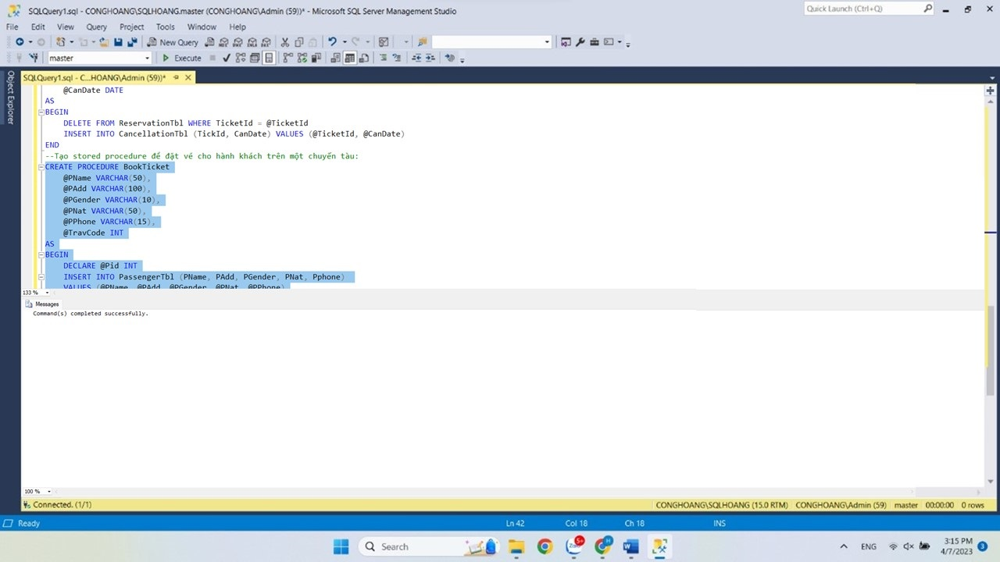 SQLQuery1.sql - CONGHOANG\SQLHOANG.master (CONGHOANG\Admin (59))* - Microsoft SQL Server Management Studio
Quick Launch (Ctrl+Q)
File Edit View Query Project Tools Window Help
New Query
master Execute
SQLQuery1.sql - C...HOANG\Admin (59))*
Object Explorer
@CanDate DATE
AS
BEGIN
DELETE FROM ReservationTbl WHERE TicketId = @TicketId
INSERT INTO CancellationTbl (TickId, CanDate) VALUES (@TicketId, @CanDate)
END
--Tạo stored procedure để đặt vé cho hành khách trên một chuyến tàu:
CREATE PROCEDURE BookTicket
@PName VARCHAR(50),
@PAdd VARCHAR(100),
@PGender VARCHAR(10),
@PNat VARCHAR(50),
@PPhone VARCHAR(15),
@TravCode INT
AS
BEGIN
DECLARE @Pid INT
INSERT INTO PassengerTbl (PName, PAdd, PGender, PNat, Pphone)
VALUES (@PName, @PAdd, @PGender, @PNat, @PPhone)
133 %
Messages
Command(s) completed successfully.
100 %
Connected. (1/1) CONGHOANG\SQLHOANG (15.0 RTM) CONGHOANG\Admin (59) master 00:00:00 0 rows
Ready Ln 42 Col 18 Ch 18 INS
Search 5+ ENG 3:15 PM
4/7/2023 3